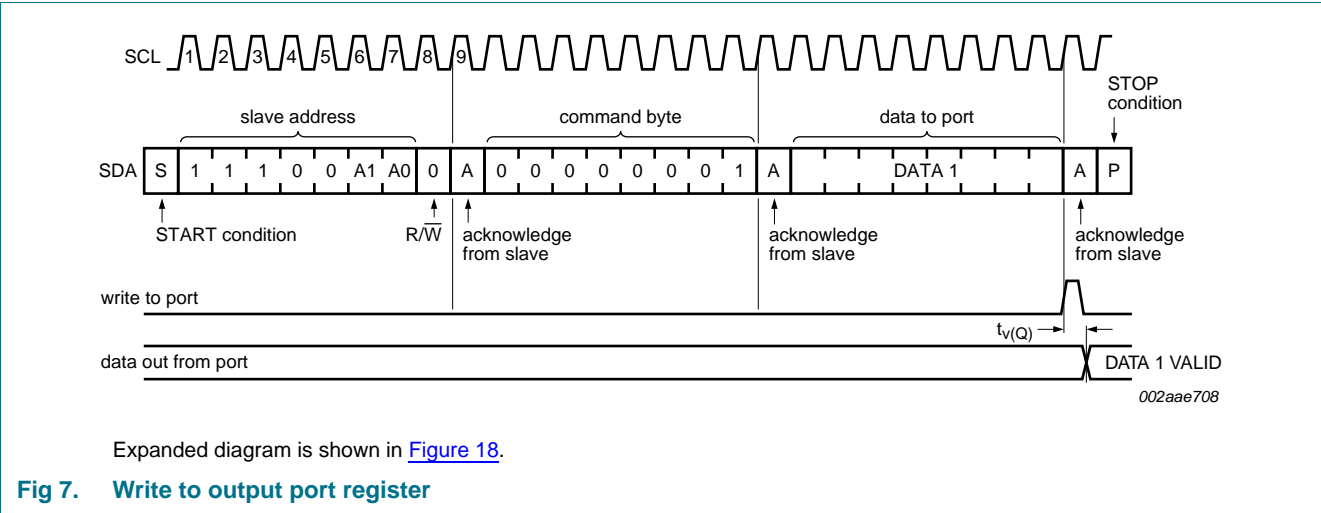 SCL 1 2 3 4 5 6 7 8 9
STOP
condition
slave address command byte data to port
SDA S 1 1 1 0 0 A1 A0 0 A 0 0 0 0 0 0 0 1 A DATA 1 A P
START condition R/W̅ acknowledge
from slave acknowledge
from slave acknowledge
from slave
write to port
tv(Q)
data out from port DATA 1 VALID
002aae708
Expanded diagram is shown in Figure 18.
Fig 7. Write to output port register